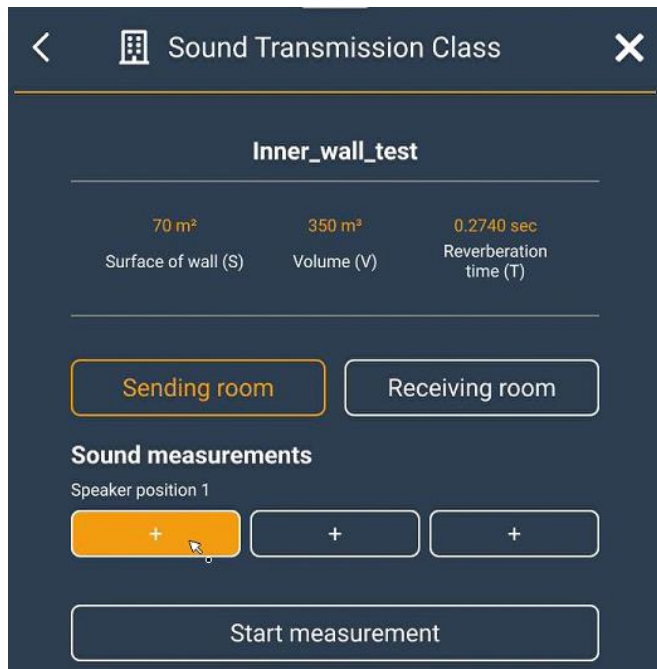 Sound Transmission Class
Inner_wall_test
70 m² 350 m³ 0.2740 sec
Surface of wall (S) Volume (V) Reverberation
time (T)
Sending room Receiving room
Sound measurements
Speaker position 1
+ + +
Start measurement